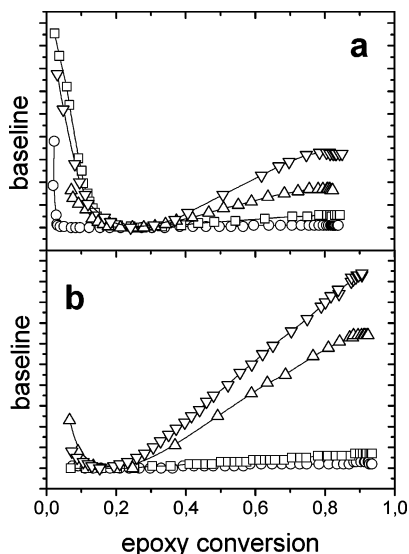 a
baseline
b
baseline
0,0 0,2 0,4 0,6 0,8 1,0
epoxy conversion